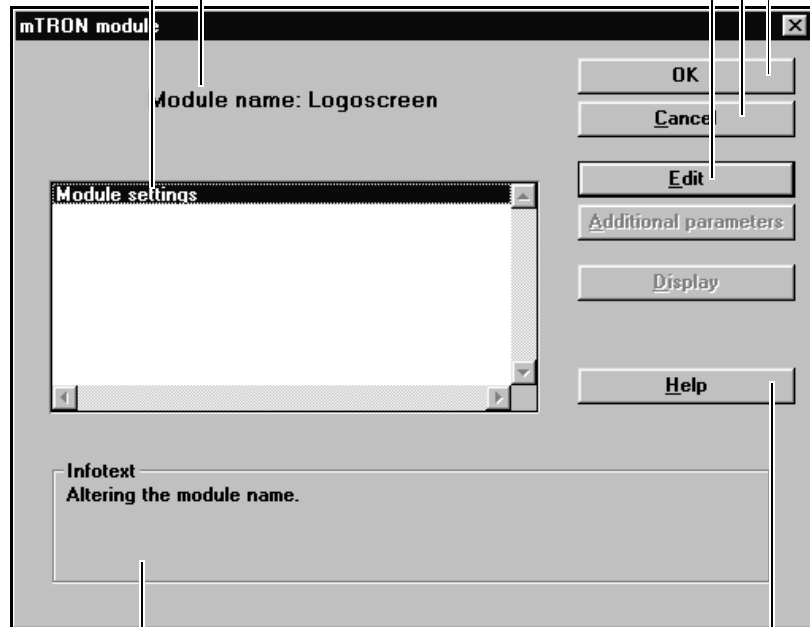 mTRON module
Module name: Logoscreen
OK
Cancel
Module settings
Edit
Additional parameters
Display
Help
Infotext
Altering the module name.